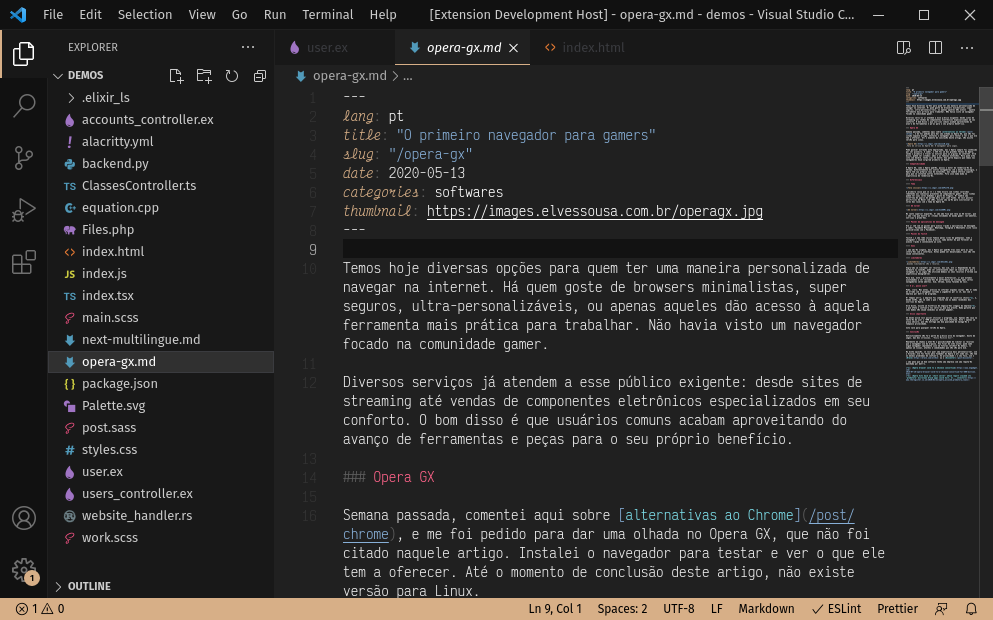 File Edit Selection View Go Run Terminal Help [Extension Development Host] - opera-gx.md - demos - Visual Studio C...
EXPLORER
user.ex
opera-gx.md
index.html
DEMOS
opera-gx.md > ...
.elixir_ls
accounts_controller.ex
! alacritty.yml
backend.py
TS ClassesController.ts
equation.cpp
Files.php
<> index.html
JS index.js
TS index.tsx
main.scss
next-multilingue.md
opera-gx.md
{} package.json
Palette.svg
post.sass
# styles.css
user.ex
users_controller.ex
website_handler.rs
work.scss
OUTLINE
1
1 ---
2 lang: pt
3 title: "O primeiro navegador para gamers"
4 slug: "/opera-gx"
5 date: 2020-05-13
6 categories: softwares
7 thumbnail: https://images.elvessousa.com.br/operagx.jpg
8 ---
9
10 Temos hoje diversas opções para quem ter uma maneira personalizada de
navegar na internet. Há quem goste de browsers minimalistas, super
seguros, ultra-personalizáveis, ou apenas aqueles dão acesso à aquela
ferramenta mais prática para trabalhar. Não havia visto um navegador
focado na comunidade gamer.
11
12 Diversos serviços já atendem a esse público exigente: desde sites de
streaming até vendas de componentes eletrônicos especializados em seu
conforto. O bom disso é que usuários comuns acabam aproveitando do
avanço de ferramentas e peças para o seu próprio benefício.
13
14 ### Opera GX
15
16 Semana passada, comentei aqui sobre [alternativas ao Chrome](/post/
chrome), e me foi pedido para dar uma olhada no Opera GX, que não foi
citado naquele artigo. Instalei o navegador para testar e ver o que ele
tem a oferecer. Até o momento de conclusão deste artigo, não existe
versão para Linux.
1 0 Ln 9, Col 1 Spaces: 2 UTF-8 LF Markdown ESLint Prettier